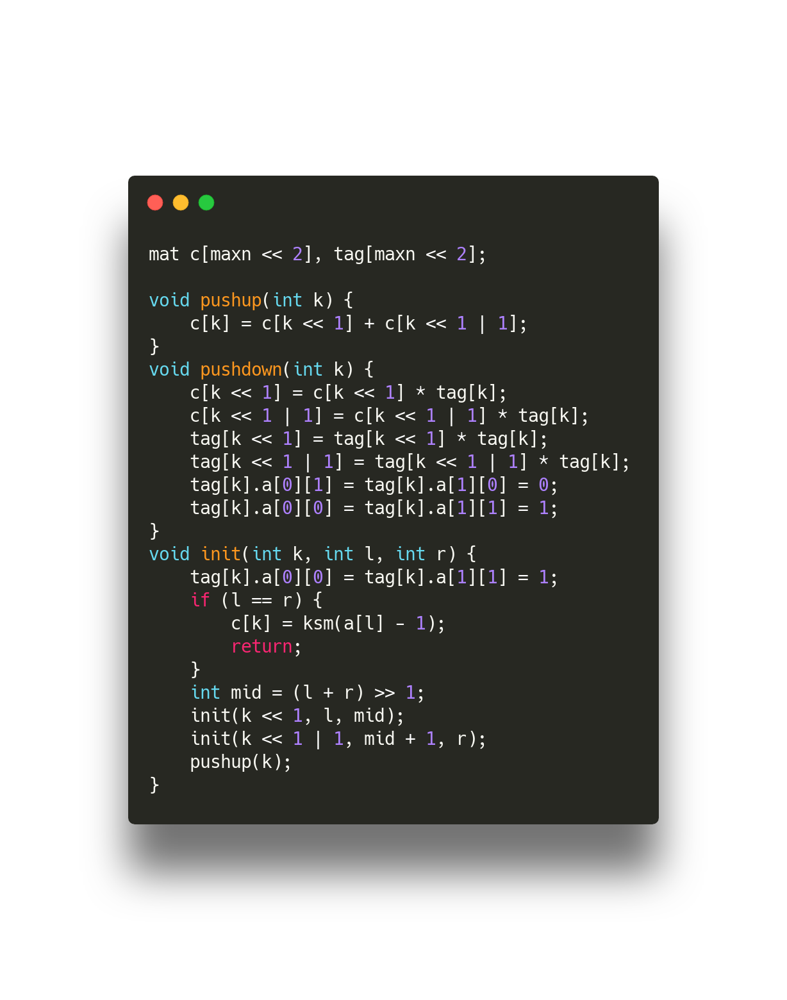 mat c[maxn << 2], tag[maxn << 2];

void pushup(int k) {
    c[k] = c[k << 1] + c[k << 1 | 1];
}
void pushdown(int k) {
    c[k << 1] = c[k << 1] * tag[k];
    c[k << 1 | 1] = c[k << 1 | 1] * tag[k];
    tag[k << 1] = tag[k << 1] * tag[k];
    tag[k << 1 | 1] = tag[k << 1 | 1] * tag[k];
    tag[k].a[0][1] = tag[k].a[1][0] = 0;
    tag[k].a[0][0] = tag[k].a[1][1] = 1;
}
void init(int k, int l, int r) {
    tag[k].a[0][0] = tag[k].a[1][1] = 1;
    if (l == r) {
        c[k] = ksm(a[l] - 1);
        return;
    }
    int mid = (l + r) >> 1;
    init(k << 1, l, mid);
    init(k << 1 | 1, mid + 1, r);
    pushup(k);
}